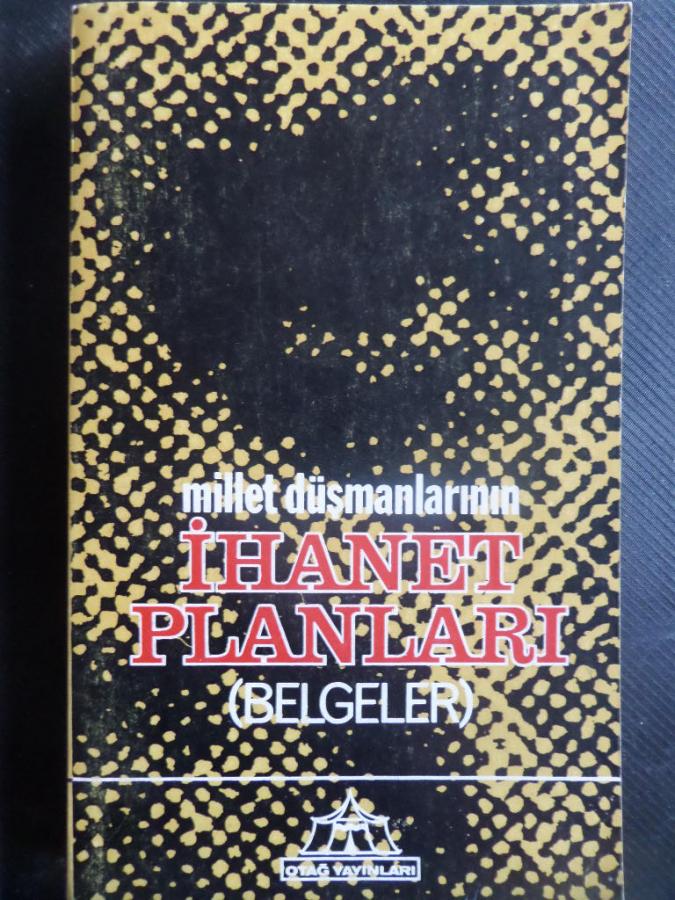 millet düşmanlarının
İHANET
PLANLARI
(BELGELER)
OTAĞ YAYINLARI